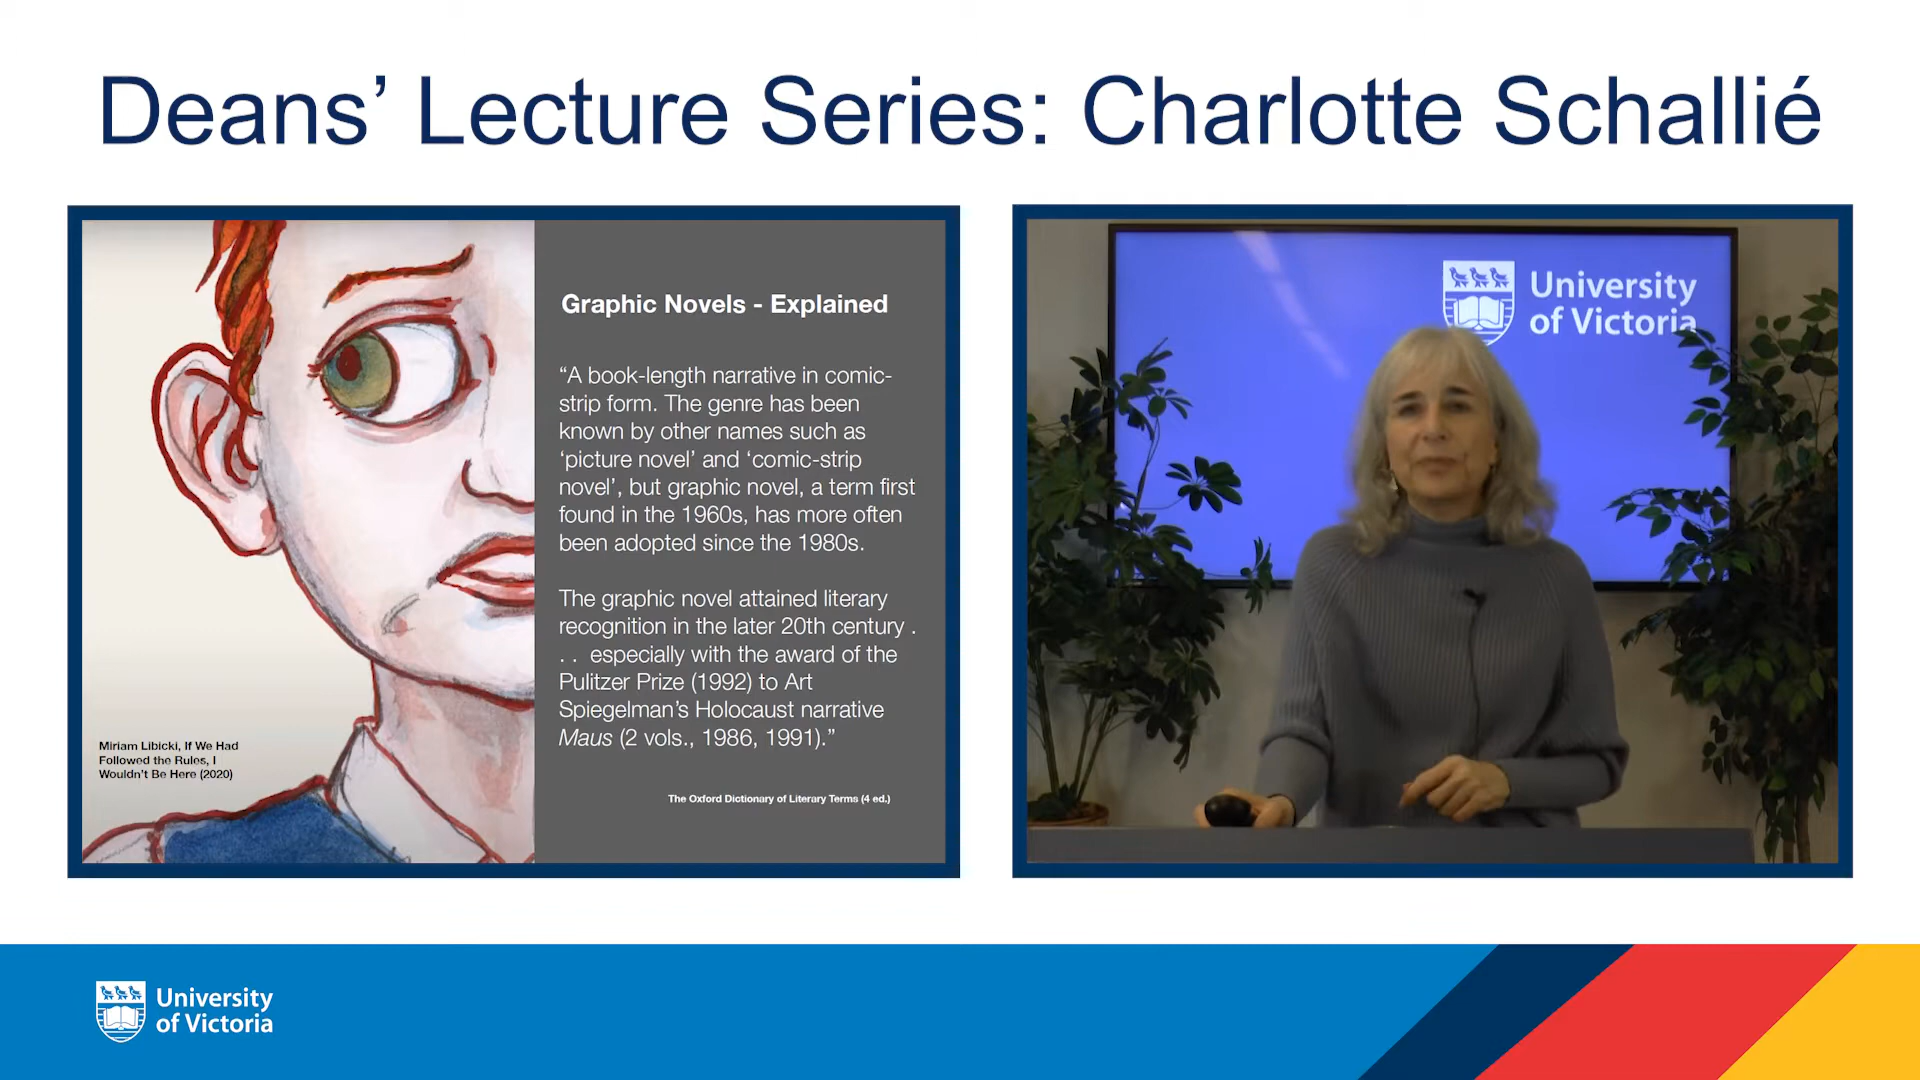 Deans’ Lecture Series: Charlotte Schallié
Graphic Novels - Explained
“A book-length narrative in comic-
strip form. The genre has been
known by other names such as
‘picture novel’ and ‘comic-strip
novel’, but graphic novel, a term first
found in the 1960s, has more often
been adopted since the 1980s.
The graphic novel attained literary
recognition in the later 20th century .
. . especially with the award of the
Pulitzer Prize (1992) to Art
Spiegelman’s Holocaust narrative
Maus (2 vols., 1986, 1991).”
The Oxford Dictionary of Literary Terms (4 ed.)
Miriam Libicki, If We Had
Followed the Rules, I
Wouldn’t Be Here (2020)
University
of Victoria
University
of Victoria